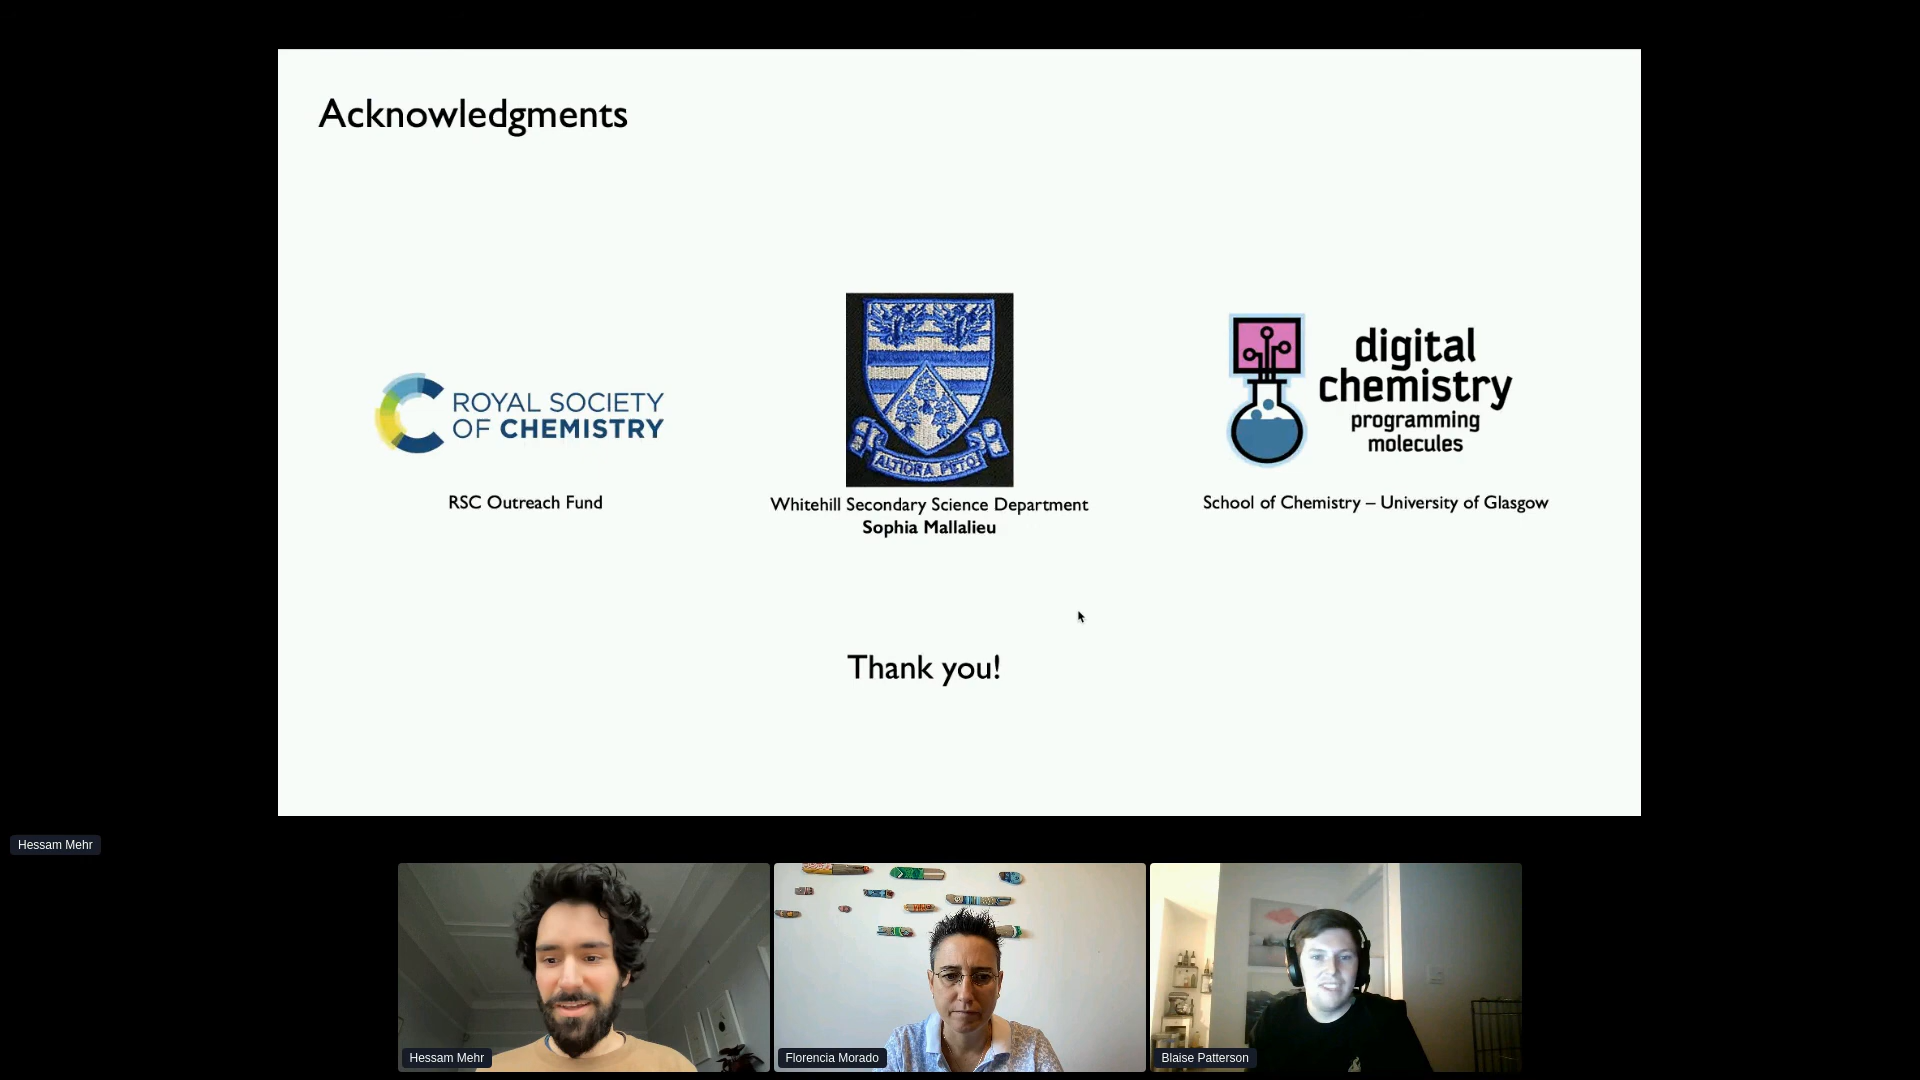 Acknowledgments
ROYAL SOCIETY
OF CHEMISTRY
RSC Outreach Fund
ALTIORA PETO
Whitehill Secondary Science Department
Sophia Mallalieu
digital
chemistry
programming
molecules
School of Chemistry – University of Glasgow
Thank you!
Hessam Mehr
Hessam Mehr
Florencia Morado
Blaise Patterson